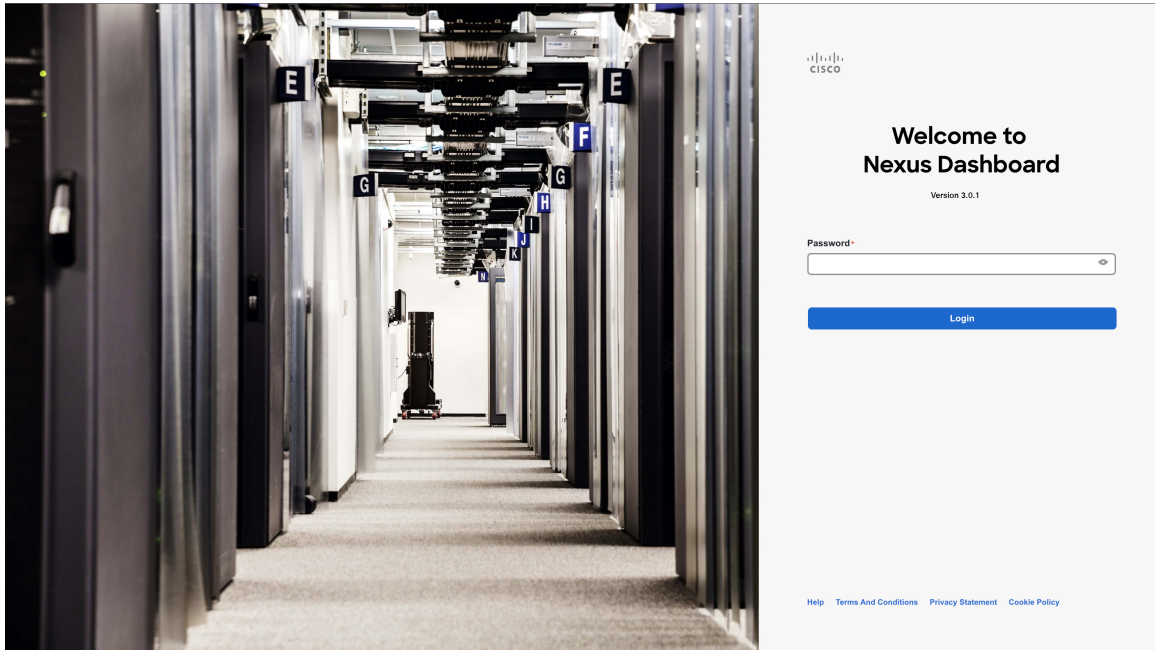 E
E
F
G
G
H
I
J
K
N
CISCO
Welcome to
Nexus Dashboard
Version 3.0.1
Password*
Login
Help Terms And Conditions Privacy Statement Cookie Policy